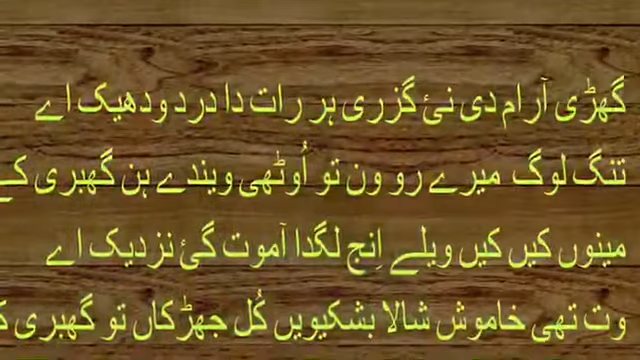 گھڑی آرام دی نئ گزری ہر رات دا درد ودھیک اے
تنگ لوگ میرے رو ون تو اُوٹھی ویندے ہن گھبری کے
مینوں کیں کیں ویلے اِنج لگدا آموت گئ نزدیک اے
وت تھی خاموش شالا بشکیویں کُل جھڑکاں تو گھبری